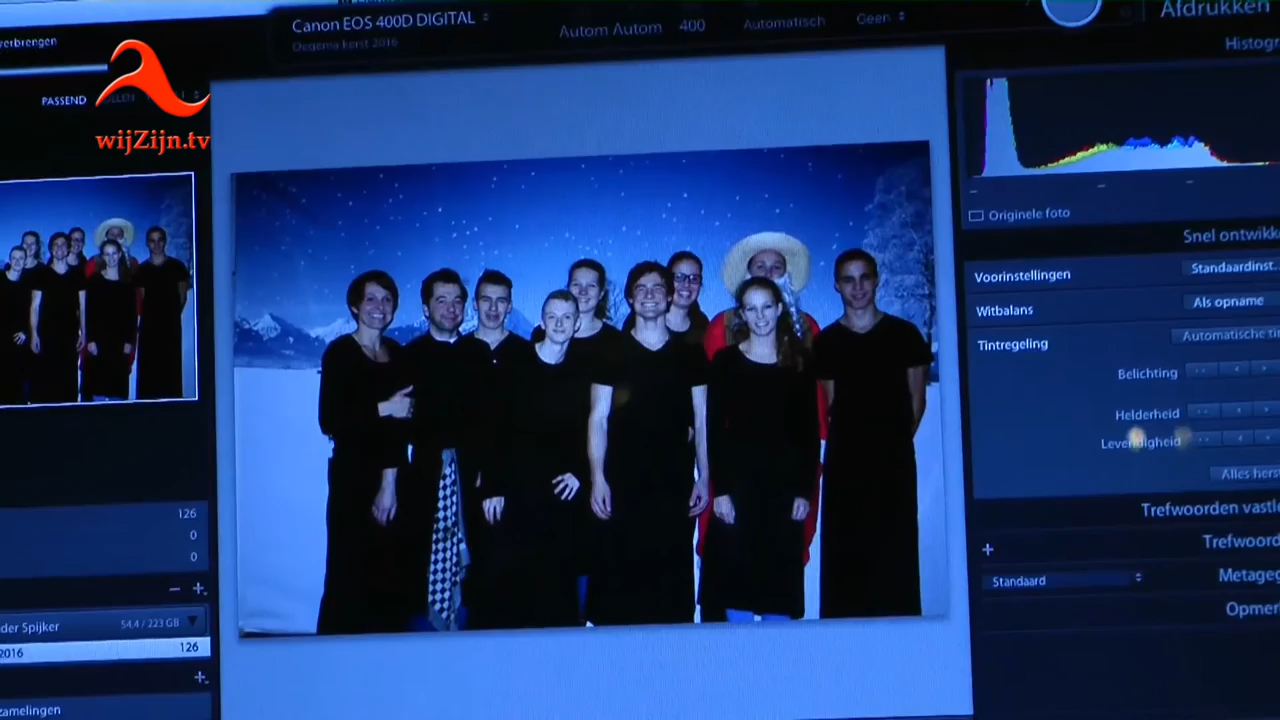 Canon EOS 400D DIGITAL
Autom Autom 400 Automatisch Geen
kerst 2016
Afdrukken
verbrengen
Histog
PASSEND
wijZijn.tv
Originele foto
Snel ontwikk
Voorinstellingen Standaardinst.
Witbalans Als opname
Tintregeling Automatische ti
Belichting
Helderheid
Levendigheid
Alles hers
126
0
0
Trefwoorden vastl
Trefwoord
Standaard Metageg
der Spijker 54,4 / 223 GB
Opmer
2016 126
zamelingen